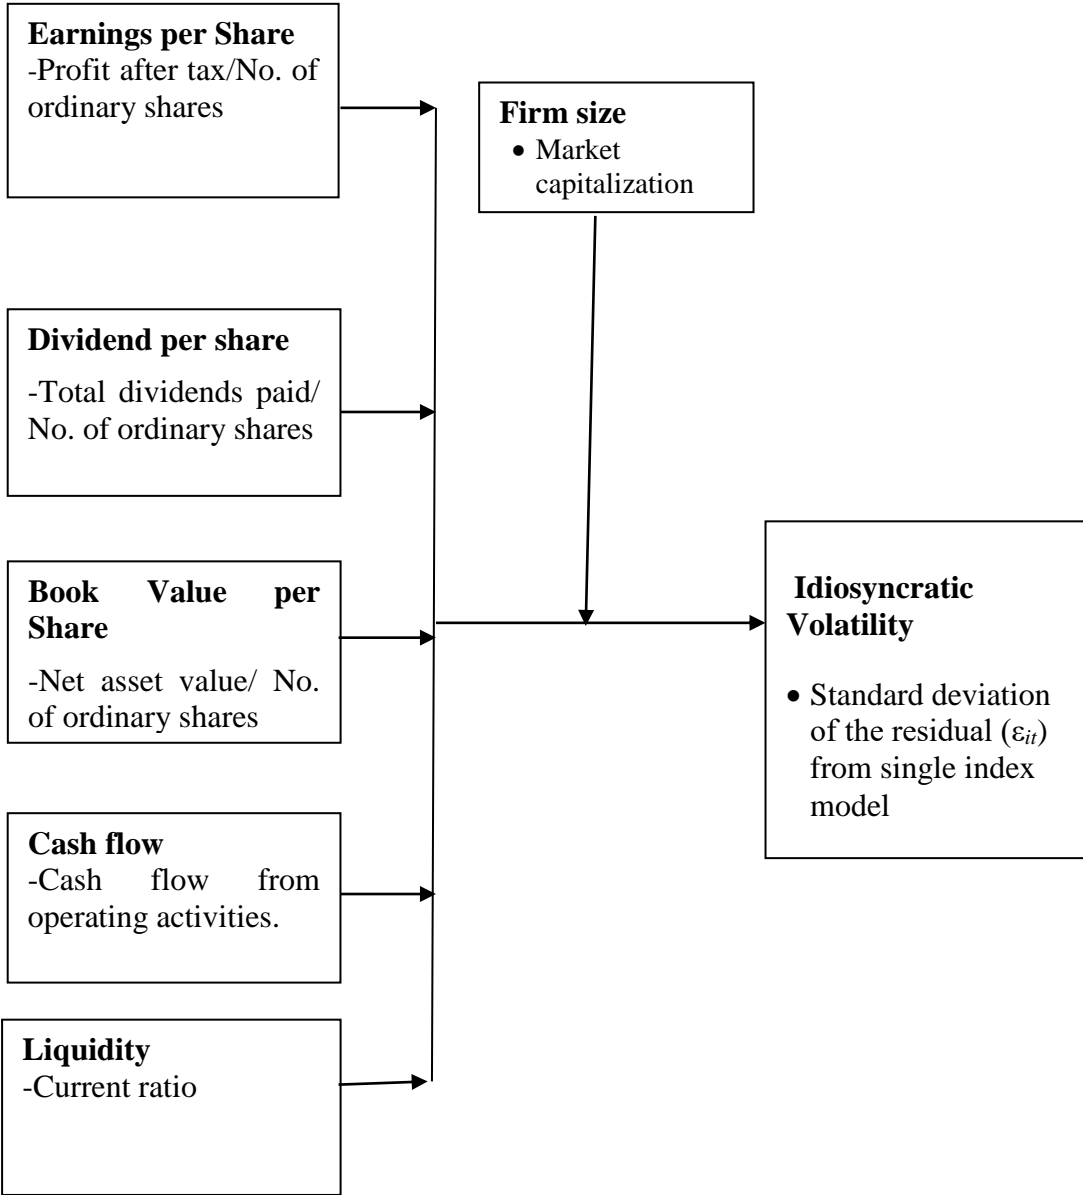 Earnings per Share
-Profit after tax/No. of
ordinary shares
Firm size
• Market
capitalization
Dividend per share
-Total dividends paid/
No. of ordinary shares
Book Value per
Share
-Net asset value/ No.
of ordinary shares
Idiosyncratic
Volatility
• Standard deviation
of the residual (εit)
from single index
model
Cash flow
-Cash flow from
operating activities.
Liquidity
-Current ratio